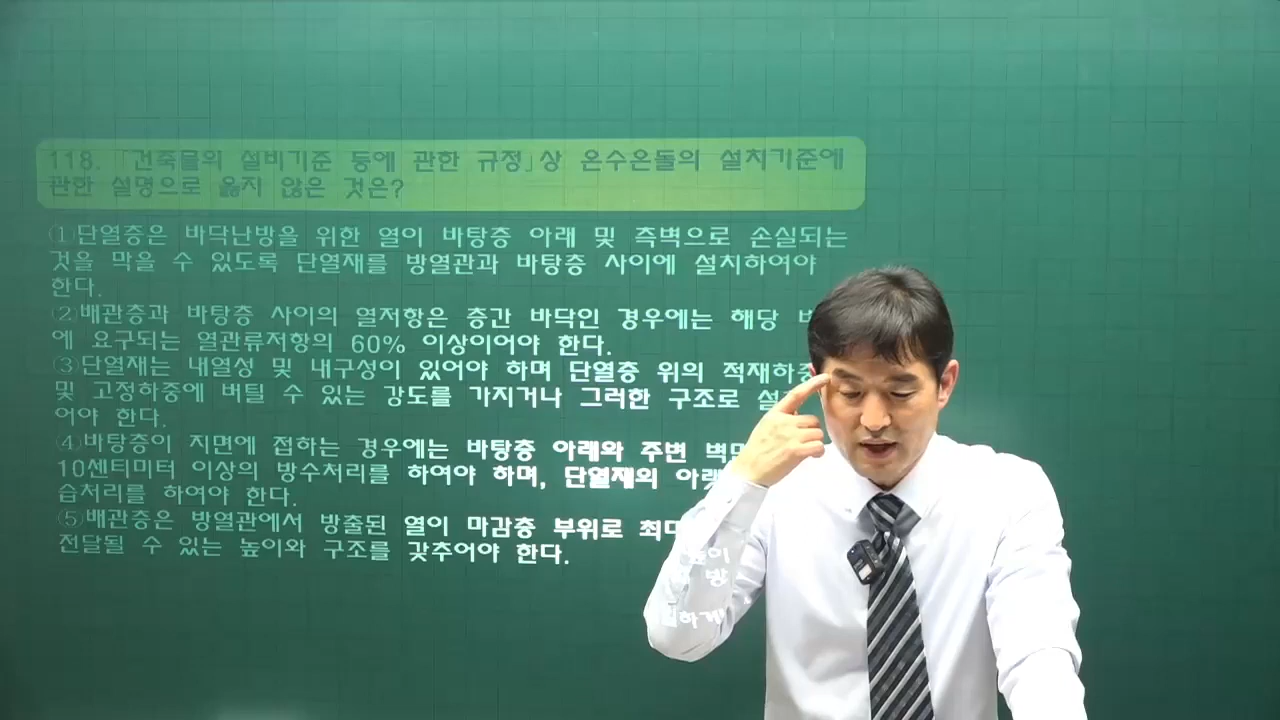 118. 「건축물의 설비기준 등에 관한 규정」상 온수온돌의 설치기준에
관한 설명으로 옳지 않은 것은?
①단열층은 바닥난방을 위한 열이 바탕층 아래 및 측벽으로 손실되는
것을 막을 수 있도록 단열재를 방열관과 바탕층 사이에 설치하여야
한다.
②배관층과 바탕층 사이의 열저항은 층간 바닥인 경우에는 해당
에 요구되는 열관류저항의 60% 이상이어야 한다.
③단열재는 내열성 및 내구성이 있어야 하며 단열층 위의 적재하중
및 고정하중에 버틸 수 있는 강도를 가지거나 그러한 구조로
어야 한다.
④바탕층이 지면에 접하는 경우에는 바탕층 아래와 주변 벽면
10센티미터 이상의 방수처리를 하여야 하며, 단열재의
습처리를 하여야 한다.
⑤배관층은 방열관에서 방출된 열이 마감층 부위로 최대
전달될 수 있는 높이와 구조를 갖추어야 한다.